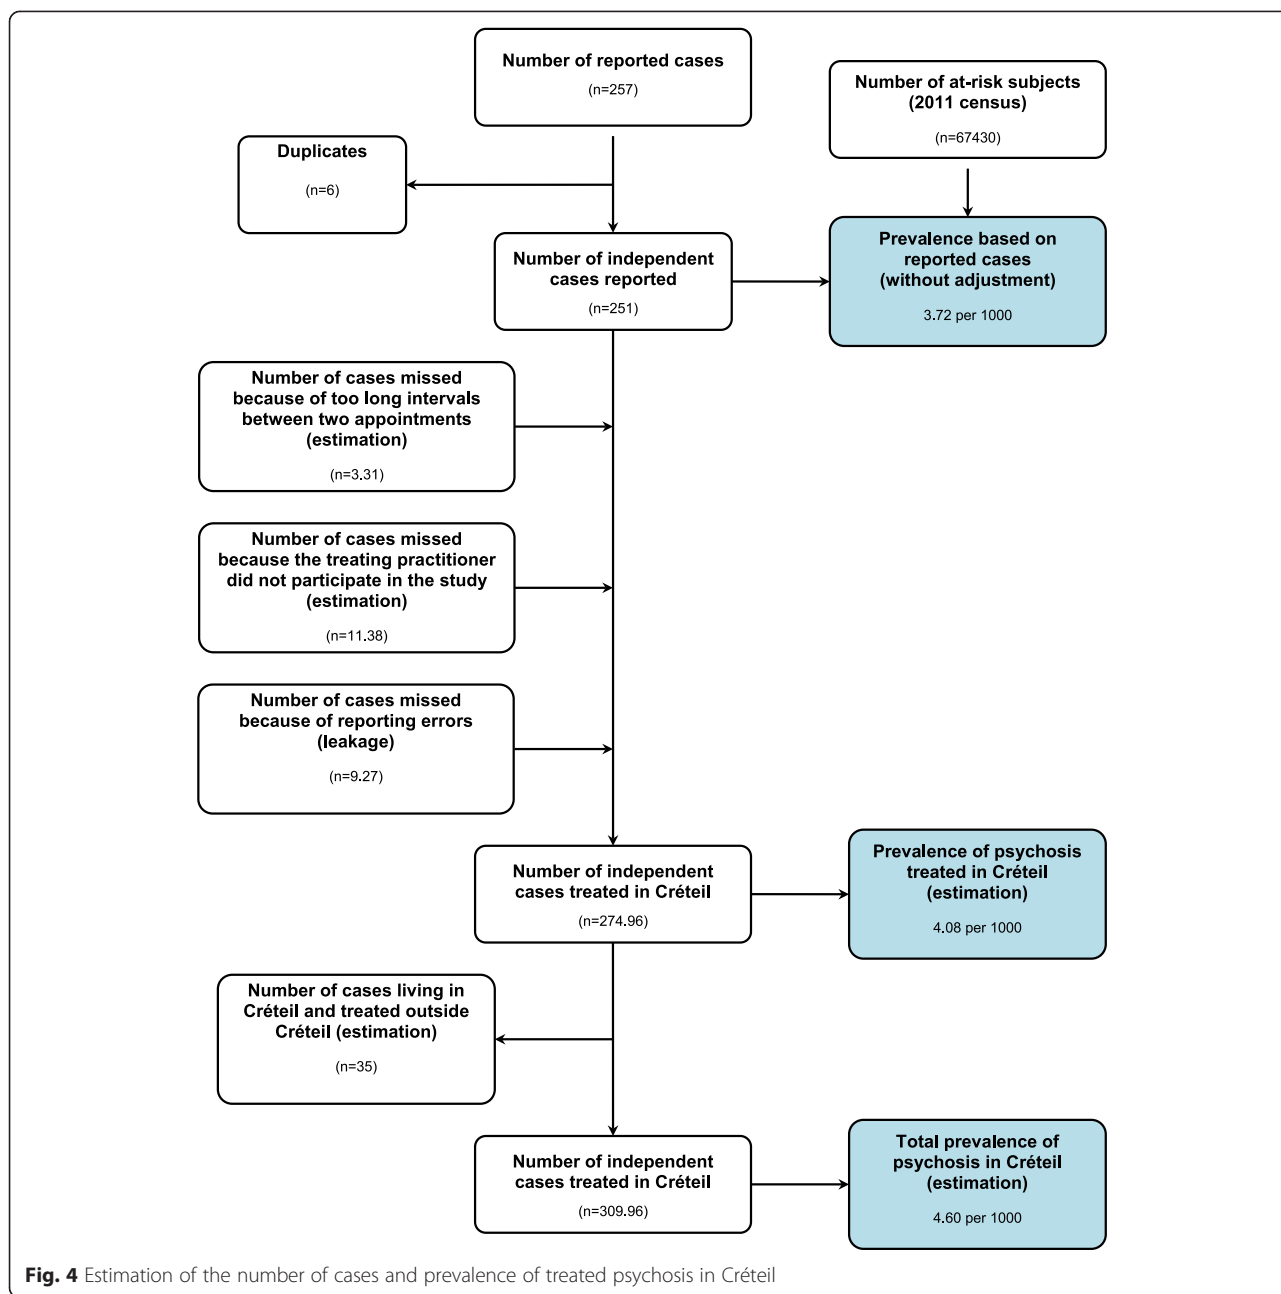 Number of reported cases
(n=257)
Number of at-risk subjects
(2011 census)
(n=67430)
Duplicates
(n=6)
Number of independent
cases reported
(n=251)
Prevalence based on
reported cases
(without adjustment)
3.72 per 1000
Number of cases missed
because of too long intervals
between two appointments
(estimation)
(n=3.31)
Number of cases missed
because the treating practitioner
did not participate in the study
(estimation)
(n=11.38)
Number of cases missed
because of reporting errors
(leakage)
(n=9.27)
Number of independent
cases treated in Créteil
(n=274.96)
Prevalence of psychosis
treated in Créteil
(estimation)
4.08 per 1000
Number of cases living in
Créteil and treated outside
Créteil (estimation)
(n=35)
Number of independent
cases treated in Créteil
(n=309.96)
Total prevalence of
psychosis in Créteil
(estimation)
4.60 per 1000
Fig. 4 Estimation of the number of cases and prevalence of treated psychosis in Créteil